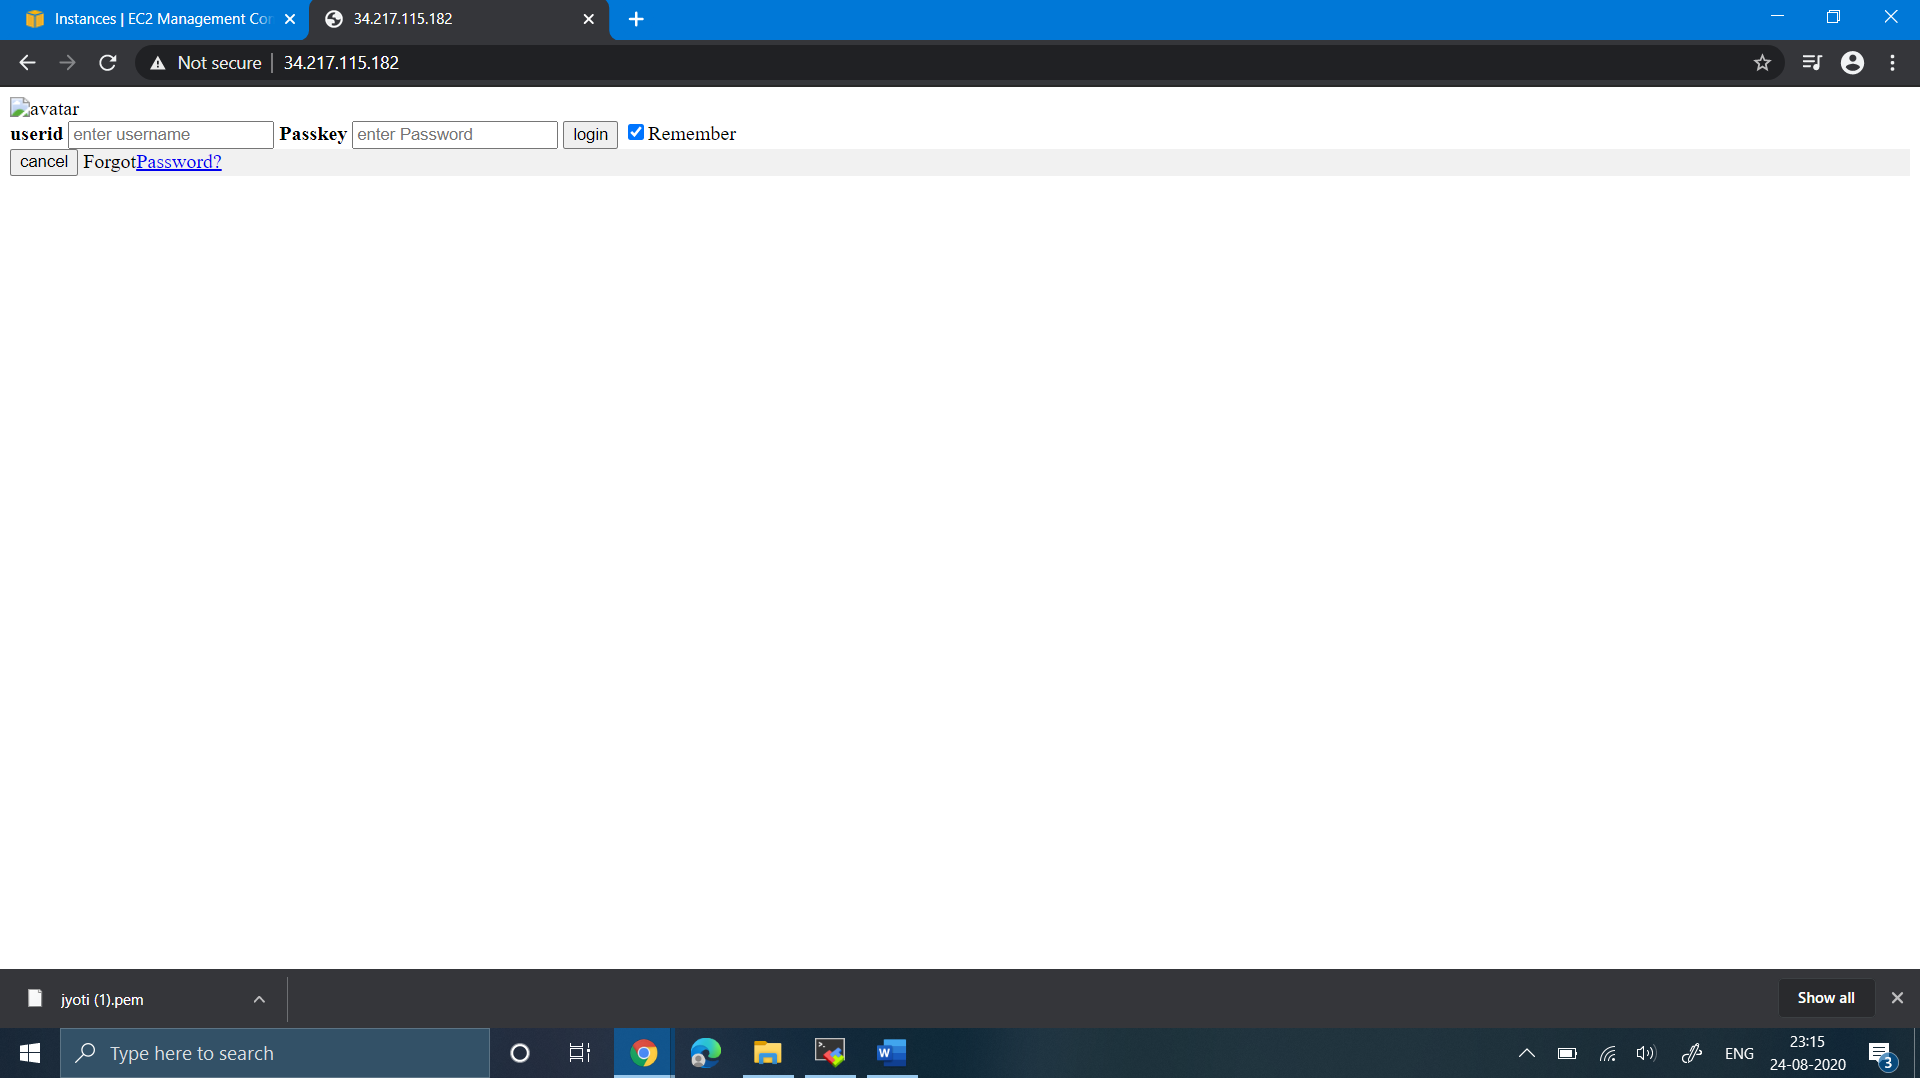 Instances | EC2 Management Con
34.217.115.182
Not secure | 34.217.115.182
avatar
userid enter username Passkey enter Password login Remember
cancel ForgotPassword?
jyoti (1).pem
Show all
Type here to search
W
ENG
23:15
24-08-2020
3